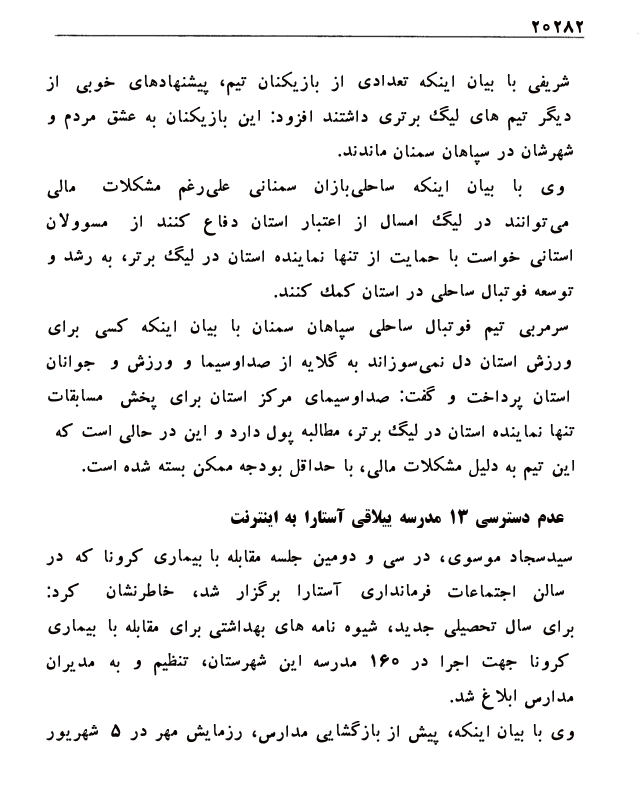 ۲۰۲۸۲
شریفی با بیان اینکه تعدادی از بازیکنان تیم، پیشنهادهای خوبی از
دیگر تیم های لیگ برتری داشتند افزود: این بازیکنان به عشق مردم و
شهرشان در سپاهان سمنان ماندند.
وی با بیان اینکه ساحلی‌بازان سمنانی علی‌رغم مشکلات مالی
می‌توانند در لیگ امسال از اعتبار استان دفاع کنند از مسوولان
استانی خواست با حمایت از تنها نماینده استان در لیگ برتر، به رشد و
توسعه فوتبال ساحلی در استان کمک کنند.
سرمربی تیم فوتبال ساحلی سپاهان سمنان با بیان اینکه کسی برای
ورزش استان دل نمی‌سوزاند به گلایه از صداوسیما و ورزش و جوانان
استان پرداخت و گفت: صداوسیمای مرکز استان برای پخش مسابقات
تنها نماینده استان در لیگ برتر، مطالبه پول دارد و این در حالی است که
این تیم به دلیل مشکلات مالی، با حداقل بودجه ممکن بسته شده است.
عدم دسترسی ۱۳ مدرسه ییلاقی آستارا به اینترنت
سیدسجاد موسوی، در سی و دومین جلسه مقابله با بیماری کرونا که در
سالن اجتماعات فرمانداری آستارا برگزار شد، خاطرنشان کرد:
برای سال تحصیلی جدید، شیوه نامه های بهداشتی برای مقابله با بیماری
کرونا جهت اجرا در ۱۶۰ مدرسه این شهرستان، تنظیم و به مدیران
مدارس ابلاغ شد.
وی با بیان اینکه، پیش از بازگشایی مدارس، رزمایش مهر در ۵ شهریور